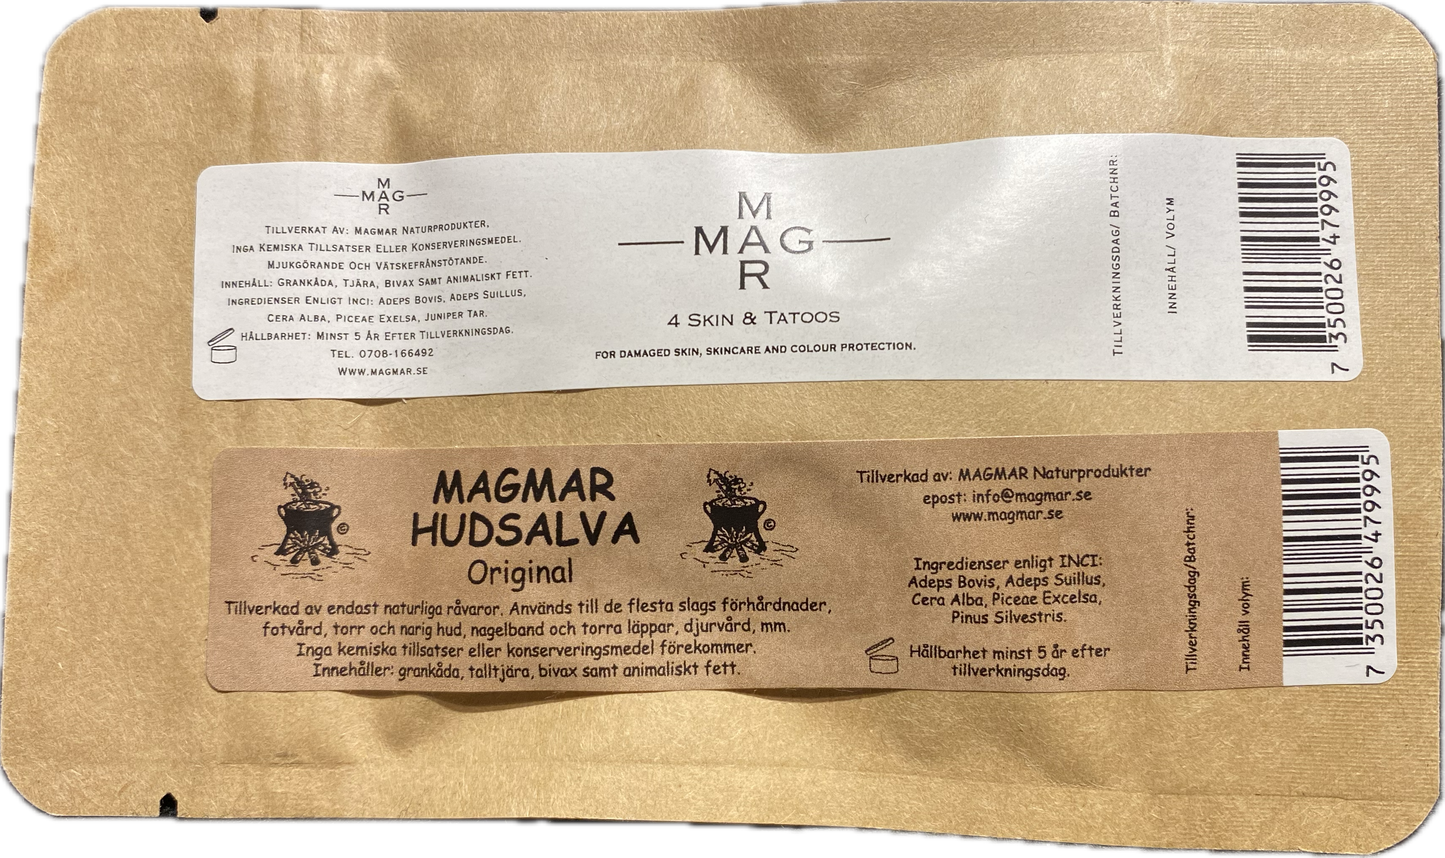 M
MAG
R
TILLVERKAT AV: MAGMAR NATURPRODUKTER.
INGA KEMISKA TILLSATSER ELLER KONSERVERINGSMEDEL.
MJUKGÖRANDE OCH VÄTSKEFRÅNSTÖTANDE.
INNEHÅLL: GRANKÅDA, TJÄRA, BIVAX SAMT ANIMALISKT FETT.
INGREDIENSER ENLIGT INCI: ADEPS BOVIS, ADEPS SUILLUS,
CERA ALBA, PICEAE EXELSA, JUNIPER TAR.
HÅLLBARHET: MINST 5 ÅR EFTER TILLVERKNINGSDAG.
TEL. 0708-166492
WWW.MAGMAR.SE
M
MAG
R
4 SKIN & TATOOS
FOR DAMAGED SKIN, SKINCARE AND COLOUR PROTECTION.
TILLVERKNINGSDAG/ BATCHNR:
INNEHÅLL/ VOLYM
7 350026 479995
MAGMAR
HUDSALVA
©
©
Original
Tillverkad av endast naturliga råvaror. Används till de flesta slags förhårdnader,
fotvård, torr och narig hud, nagelband och torra läppar, djurvård, mm.
Inga kemiska tillsatser eller konserveringsmedel förekommer.
Innehåller: grankåda, talltjära, bivax samt animaliskt fett.
Tillverkad av: MAGMAR Naturprodukter
epost: info@magmar.se
www.magmar.se
Ingredienser enligt INCI:
Adeps Bovis, Adeps Suillus,
Cera Alba, Piceae Excelsa,
Pinus Silvestris.
Hållbarhet minst 5 år efter
tillverkningsdag.
Tillverkningsdag/Batchnr:
Innehåll volym:
7 350026 479995